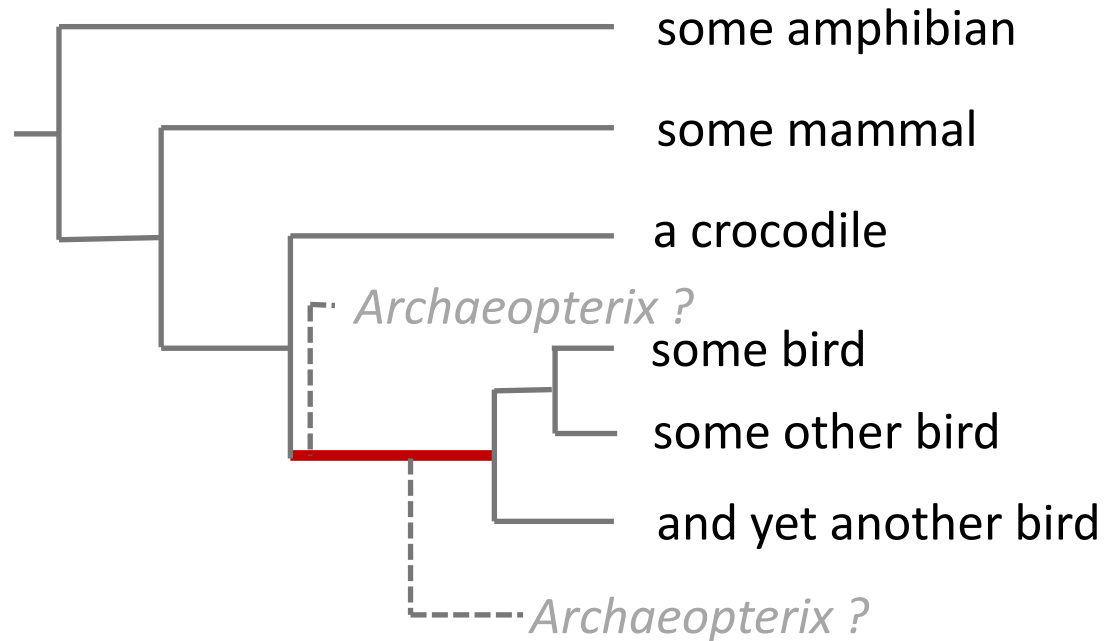 some amphibian
some mammal
a crocodile
Archaeopterix ?
some bird
some other bird
and yet another bird
Archaeopterix ?